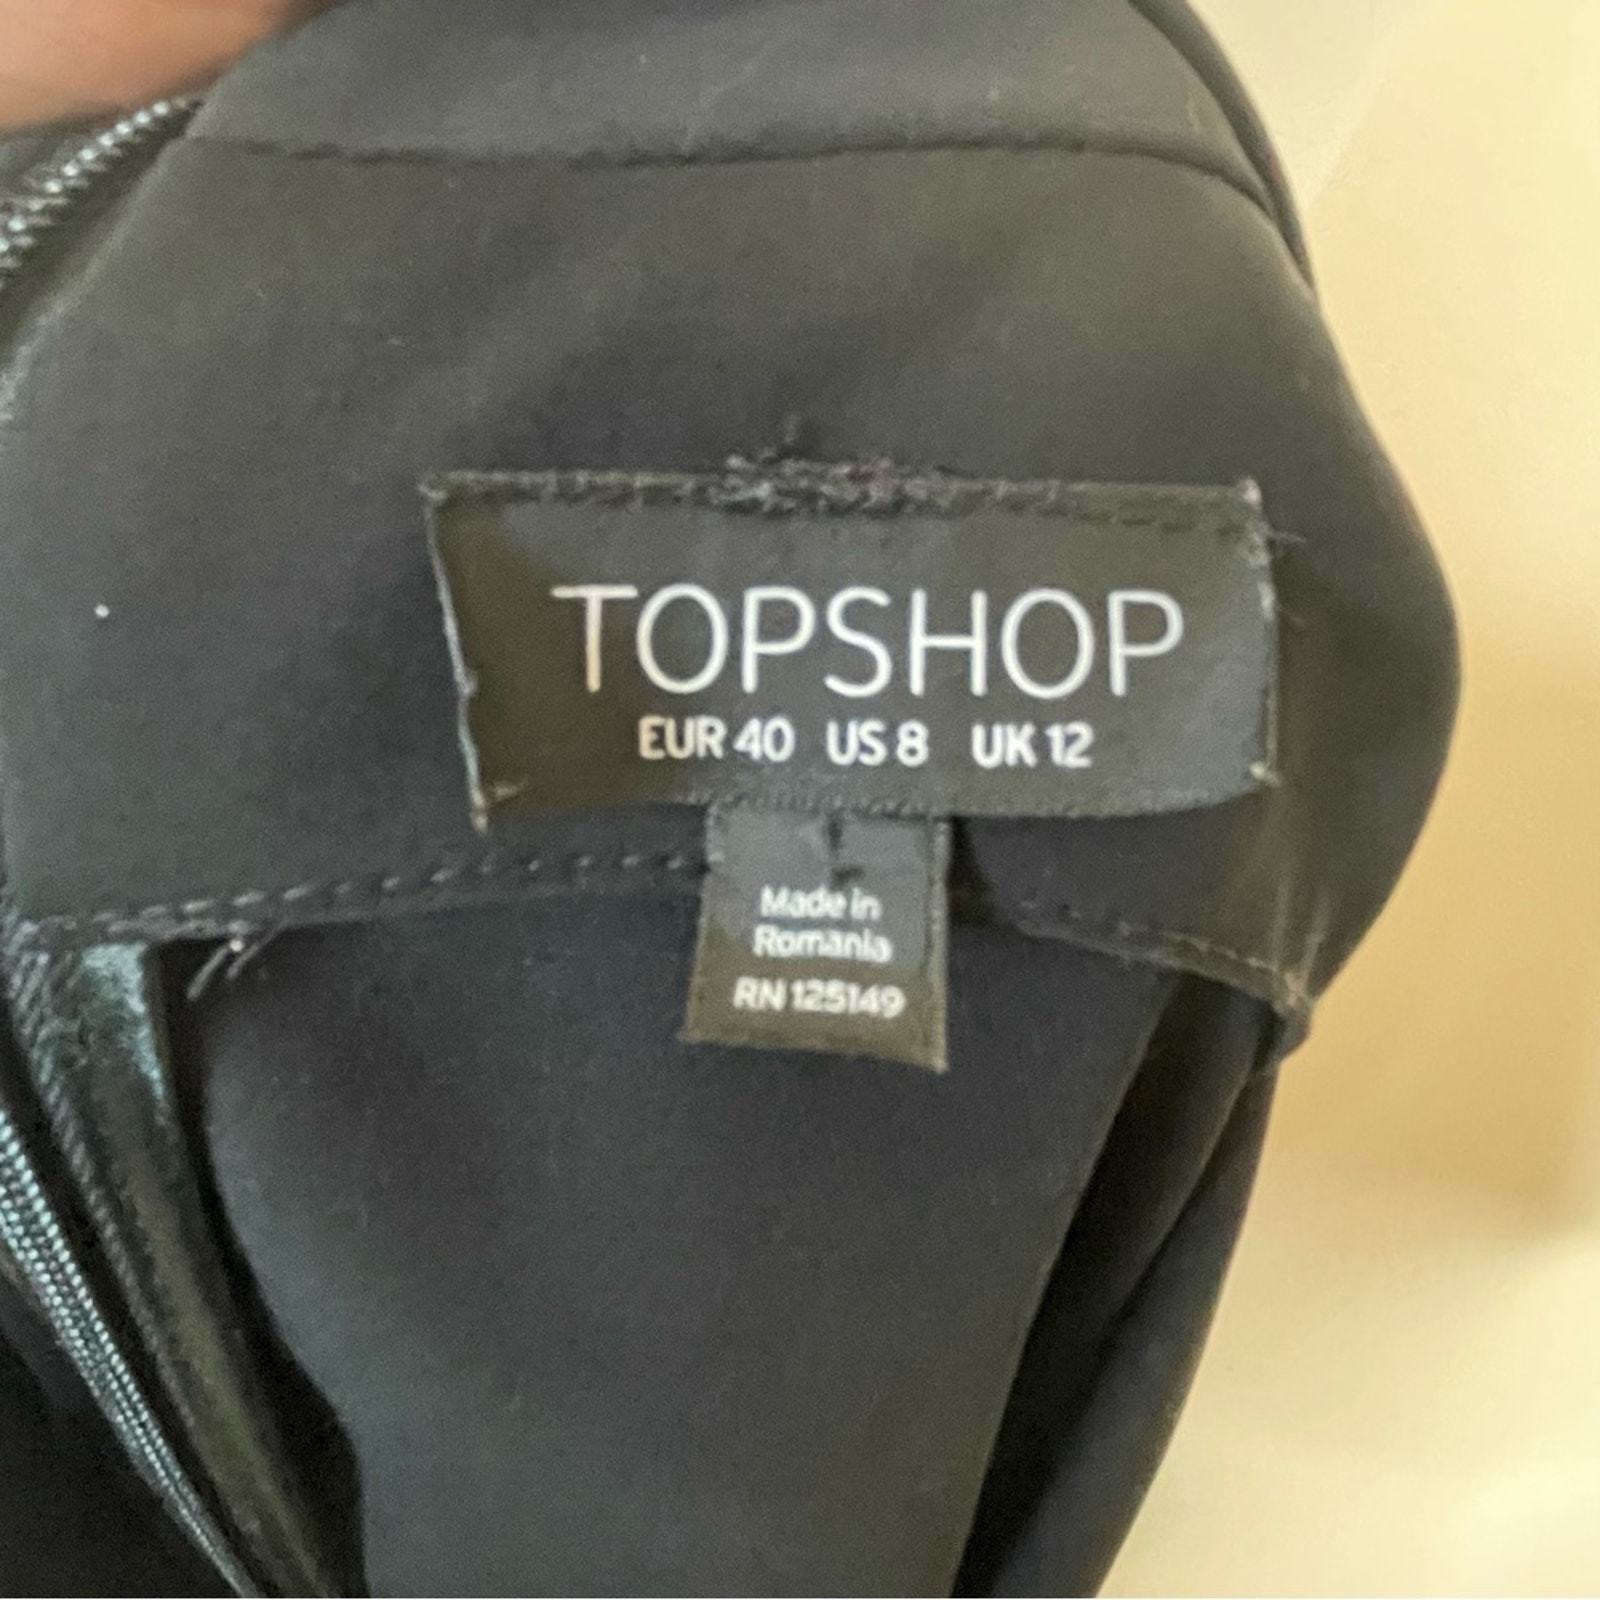 TOPSHOP
EUR 40 US 8 UK 12
Made in
Romania
RN 125149